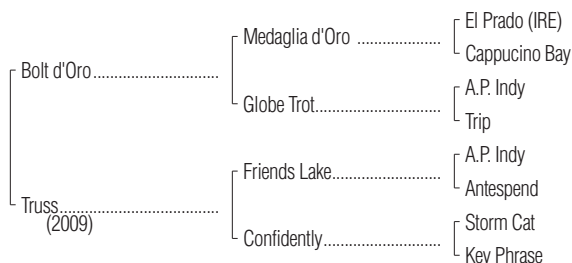 El Prado (IRE)
Medaglia d'Oro
Cappucino Bay
Bolt d'Oro
A.P. Indy
Globe Trot
Trip
A.P. Indy
Friends Lake
Antespend
Truss
(2009)
Storm Cat
Confidently
Key Phrase